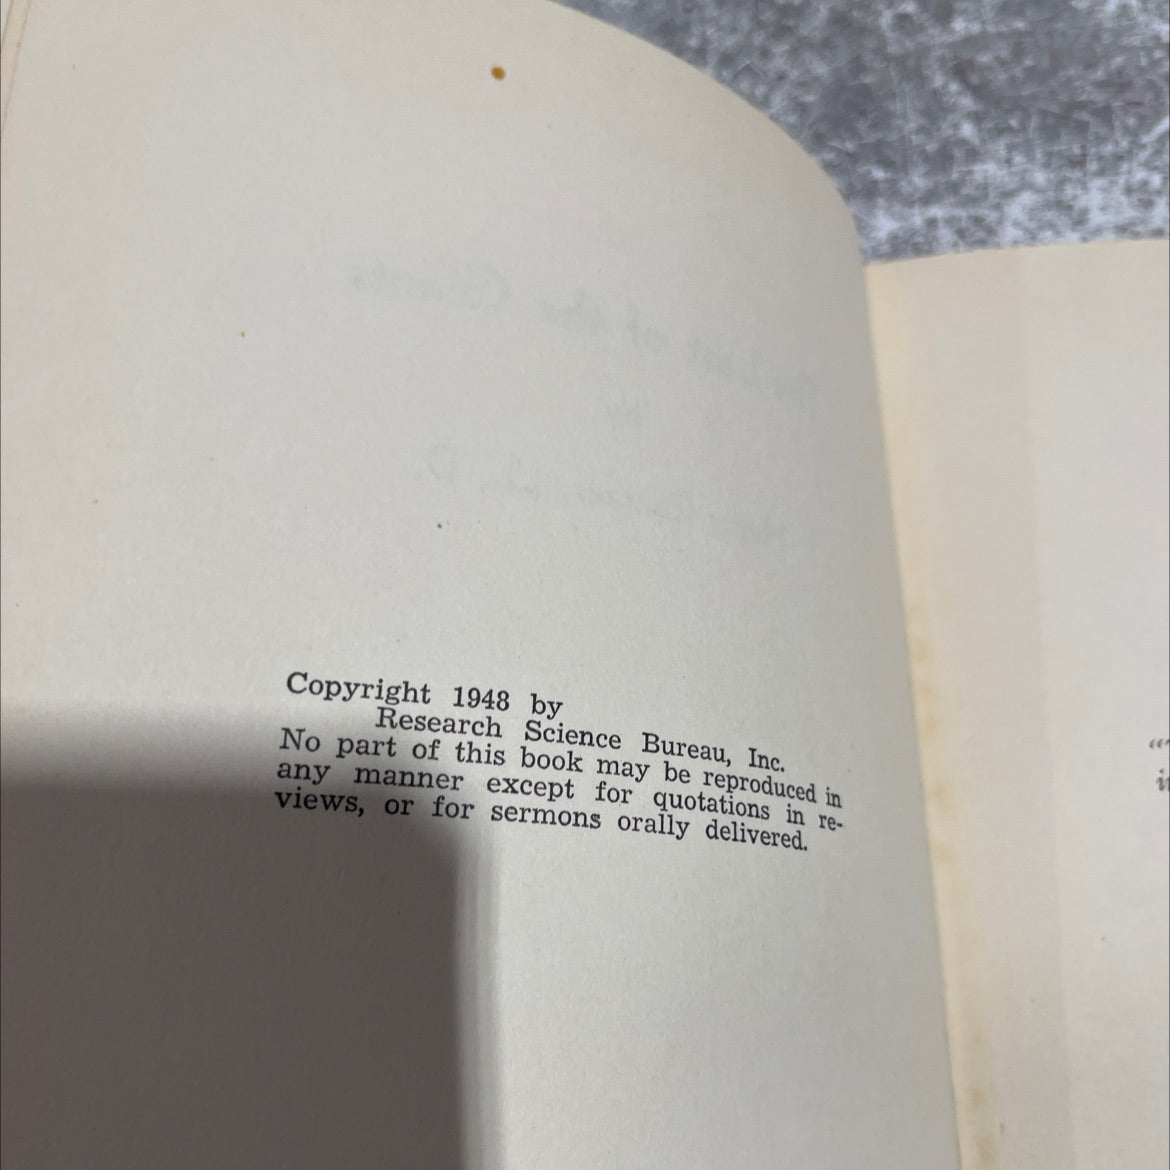 Copyright 1948 by
Research Science Bureau, Inc.
No part of this book may be reproduced in
any manner except for quotations in re-
views, or for sermons orally delivered.